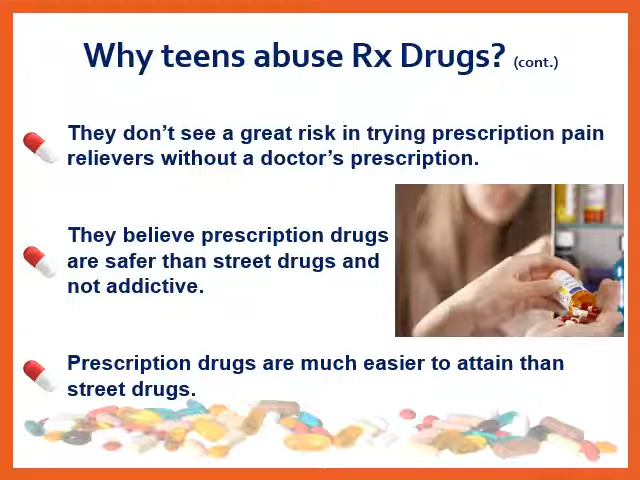 Why teens abuse Rx Drugs? (cont.)
They don't see a great risk in trying prescription pain
relievers without a doctor's prescription.
They believe prescription drugs
are safer than street drugs and
not addictive.
Prescription drugs are much easier to attain than
street drugs.